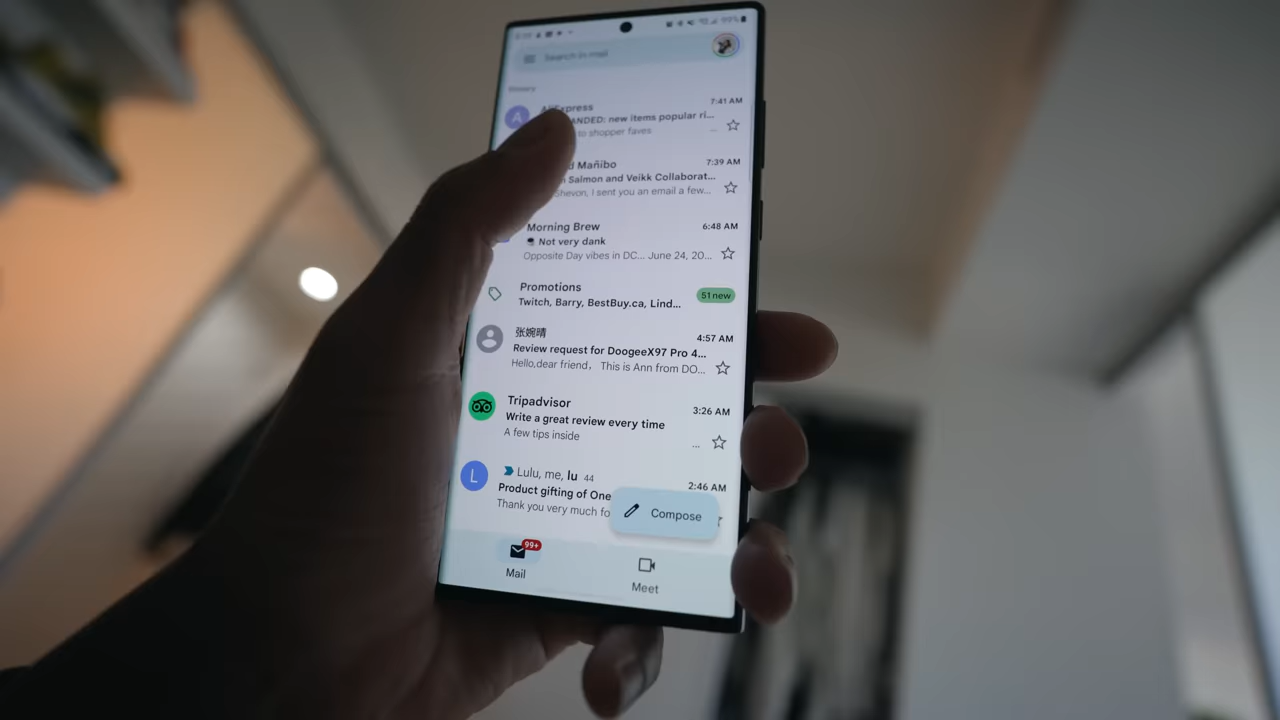 Search in mail
Primary
A
AliExpress
7:41 AM
ANDED: new items popular ri...
to shopper faves
...
d Mañibo
7:39 AM
Salmon and Veikk Collaborat...
Shevon, I sent you an email a few...
Morning Brew
6:48 AM
Not very dank
Opposite Day vibes in DC... June 24, 20...
Promotions
51 new
Twitch, Barry, BestBuy.ca, Lind...
张婉晴
4:57 AM
Review request for DoogeeX97 Pro 4...
Hello,dear friend， This is Ann from DO...
Tripadvisor
3:26 AM
Write a great review every time
A few tips inside
...
L
Lulu, me, lu 44
2:46 AM
Product gifting of One
Thank you very much fo
Compose
99+
Mail
Meet